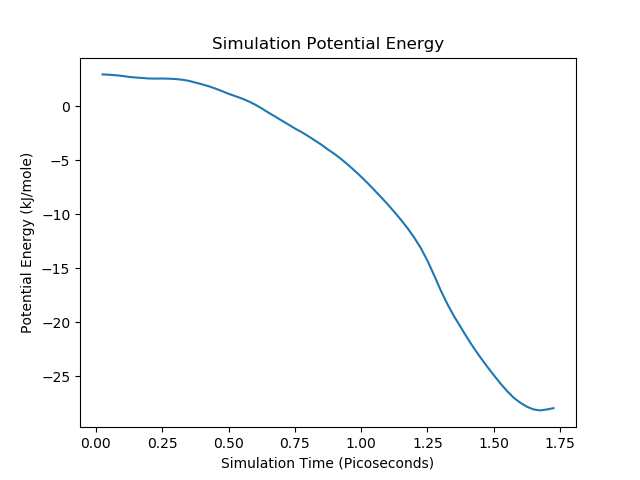 Simulation Potential Energy
Potential Energy (kJ/mole)
0
−5
−10
−15
−20
−25
0.00 0.25 0.50 0.75 1.00 1.25 1.50 1.75
Simulation Time (Picoseconds)